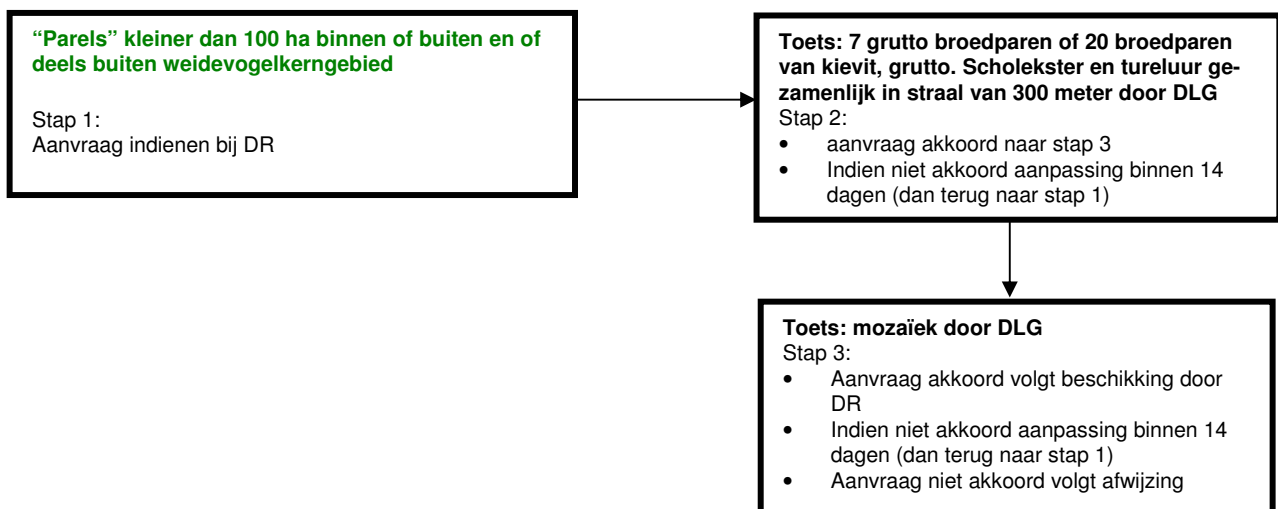 “Parels” kleiner dan 100 ha binnen of buiten en of
deels buiten weidevogelkerngebied
Stap 1:
Aanvraag indienen bij DR
Toets: 7 grutto broedparen of 20 broedparen
van kievit, grutto. Scholekster en tureluur ge-
zamenlijk in straal van 300 meter door DLG
Stap 2:
• aanvraag akkoord naar stap 3
• Indien niet akkoord aanpassing binnen 14
dagen (dan terug naar stap 1)
Toets: mozaïek door DLG
Stap 3:
• Aanvraag akkoord volgt beschikking door
DR
• Indien niet akkoord aanpassing binnen 14
dagen (dan terug naar stap 1)
• Aanvraag niet akkoord volgt afwijzing